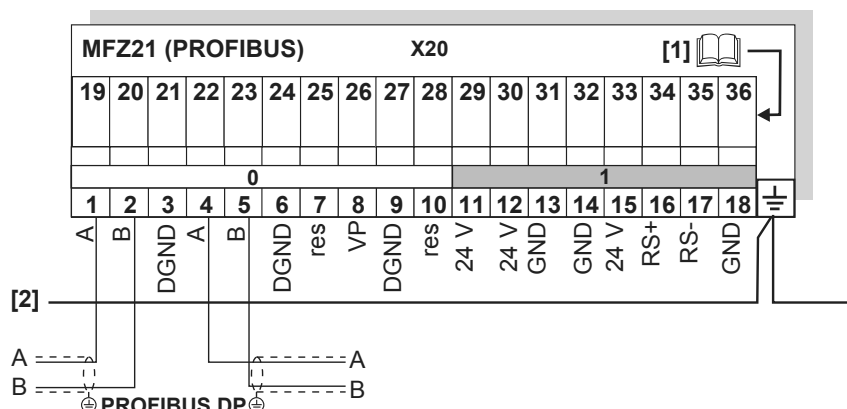 MFZ21 (PROFIBUS) X20 [1]
19 20 21 22 23 24 25 26 27 28 29 30 31 32 33 34 35 36
0 1
1 2 3 4 5 6 7 8 9 10 11 12 13 14 15 16 17 18
A B DGND A B DGND res VP DGND res 24 V 24 V GND GND 24 V RS+ RS- GND
[2]
A A
B B
PROFIBUS DP